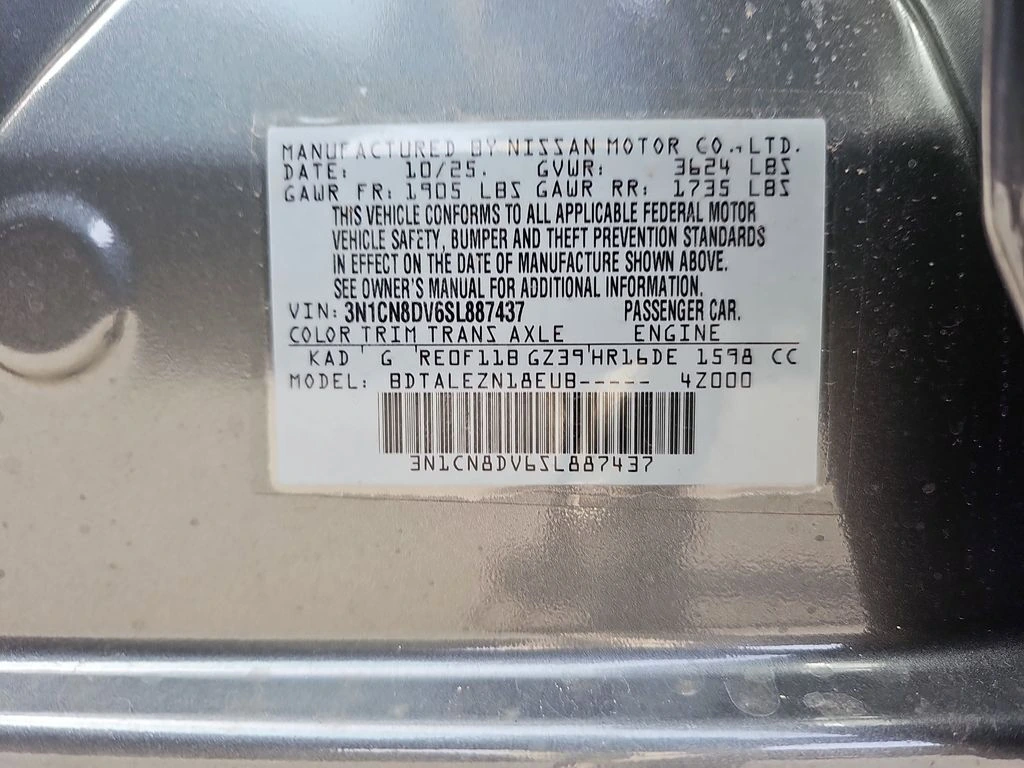 MANUFACTURED BY NISSAN MOTOR CO., LTD.
DATE: 10/25. GVWR: 3624 LBS
GAWR FR: 1905 LBS GAWR RR: 1735 LBS
THIS VEHICLE CONFORMS TO ALL APPLICABLE FEDERAL MOTOR
VEHICLE SAFETY, BUMPER AND THEFT PREVENTION STANDARDS
IN EFFECT ON THE DATE OF MANUFACTURE SHOWN ABOVE.
SEE OWNER'S MANUAL FOR ADDITIONAL INFORMATION.
VIN: 3N1CN8DV6SL887437 PASSENGER CAR.
COLOR TRIM TRANS AXLE ENGINE
KAD G RE0F11B GZ39 HR16DE 1598 CC
MODEL: BDTALEZN18EUB----- 4Z000
3N1CN8DV6SL887437